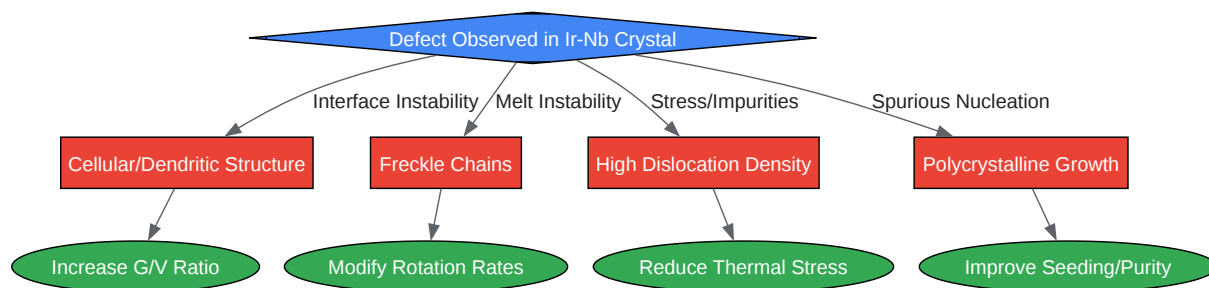 Defect Observed in Ir-Nb Crystal
Interface Instability
Melt Instability
Stress/Impurities
Spurious Nucleation
Cellular/Dendritic Structure
Freckle Chains
High Dislocation Density
Polycrystalline Growth
Increase G/V Ratio
Modify Rotation Rates
Reduce Thermal Stress
Improve Seeding/Purity